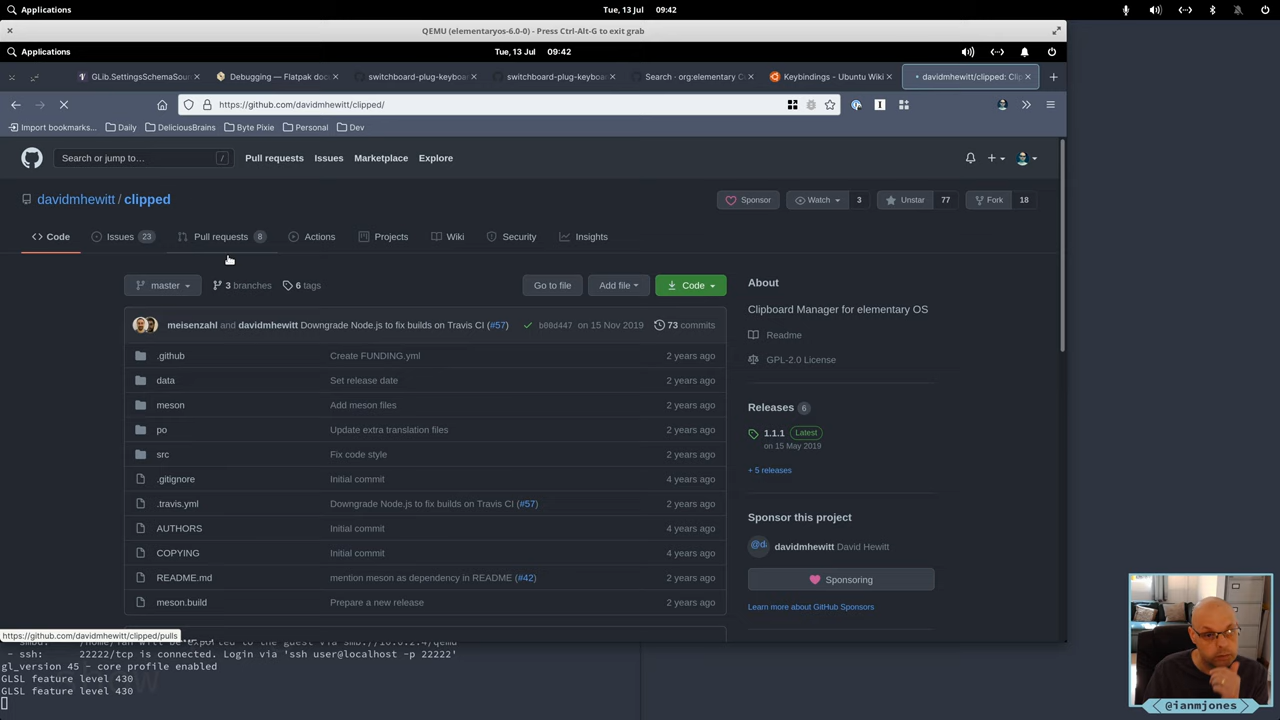 Applications
Tue, 13 Jul 09:42
QEMU (elementaryos-6.0-0) - Press Ctrl-Alt-G to exit grab
Applications
Tue, 13 Jul 09:42
GLib.SettingsSchemaSour
Debugging — Flatpak doc
switchboard-plug-keyboa
switchboard-plug-keyboa
Search · org:elementary C
Keybindings - Ubuntu Wiki
davidmhewitt/clipped: Cli
https://github.com/davidmhewitt/clipped/
Import bookmarks...
Daily
DeliciousBrains
Byte Pixie
Personal
Dev
Search or jump to…
/
Pull requests
Issues
Marketplace
Explore
davidmhewitt / clipped
Sponsor
Watch
3
Unstar
77
Fork
18
<> Code
Issues 23
Pull requests 8
Actions
Projects
Wiki
Security
Insights
master
3 branches
6 tags
Go to file
Add file
Code
meisenzahl and davidmhewitt Downgrade Node.js to fix builds on Travis CI (#57)
b00d447 on 15 Nov 2019
73 commits
.github
Create FUNDING.yml
2 years ago
data
Set release date
2 years ago
meson
Add meson files
2 years ago
po
Update extra translation files
2 years ago
src
Fix code style
2 years ago
.gitignore
Initial commit
4 years ago
.travis.yml
Downgrade Node.js to fix builds on Travis CI (#57)
2 years ago
AUTHORS
Initial commit
4 years ago
COPYING
Initial commit
4 years ago
README.md
mention meson as dependency in README (#42)
2 years ago
meson.build
Prepare a new release
2 years ago
About
Clipboard Manager for elementary OS
Readme
GPL-2.0 License
Releases 6
1.1.1 Latest
on 15 May 2019
+ 5 releases
Sponsor this project
davidmhewitt David Hewitt
Sponsoring
Learn more about GitHub Sponsors
https://github.com/davidmhewitt/clipped/pulls
- ssh: 22222/tcp is connected. Login via 'ssh user@localhost -p 22222'
gl_version 45 - core profile enabled
GLSL feature level 430
GLSL feature level 430
@ianmjones